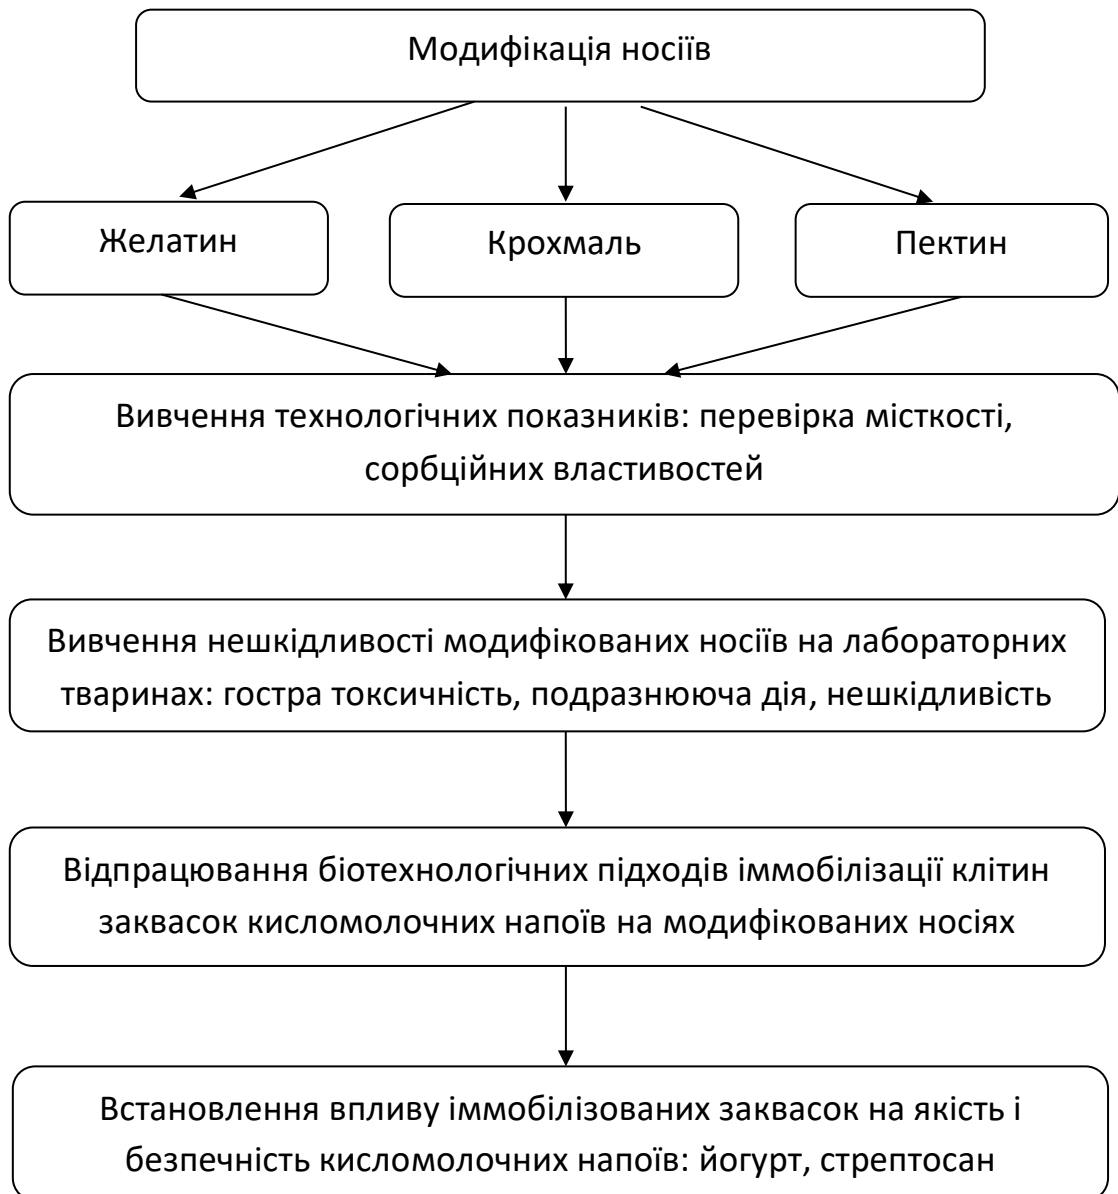 Модифікація носіїв
Желатин
Крохмаль
Пектин
Вивчення технологічних показників: перевірка місткості,
сорбційних властивостей
Вивчення нешкідливості модифікованих носіїв на лабораторних
тваринах: гостра токсичність, подразнююча дія, нешкідливість
Відпрацювання біотехнологічних підходів іммобілізації клітин
заквасок кисломолочних напоїв на модифікованих носіях
Встановлення впливу іммобілізованих заквасок на якість і
безпечність кисломолочних напоїв: йогурт, стрептосан